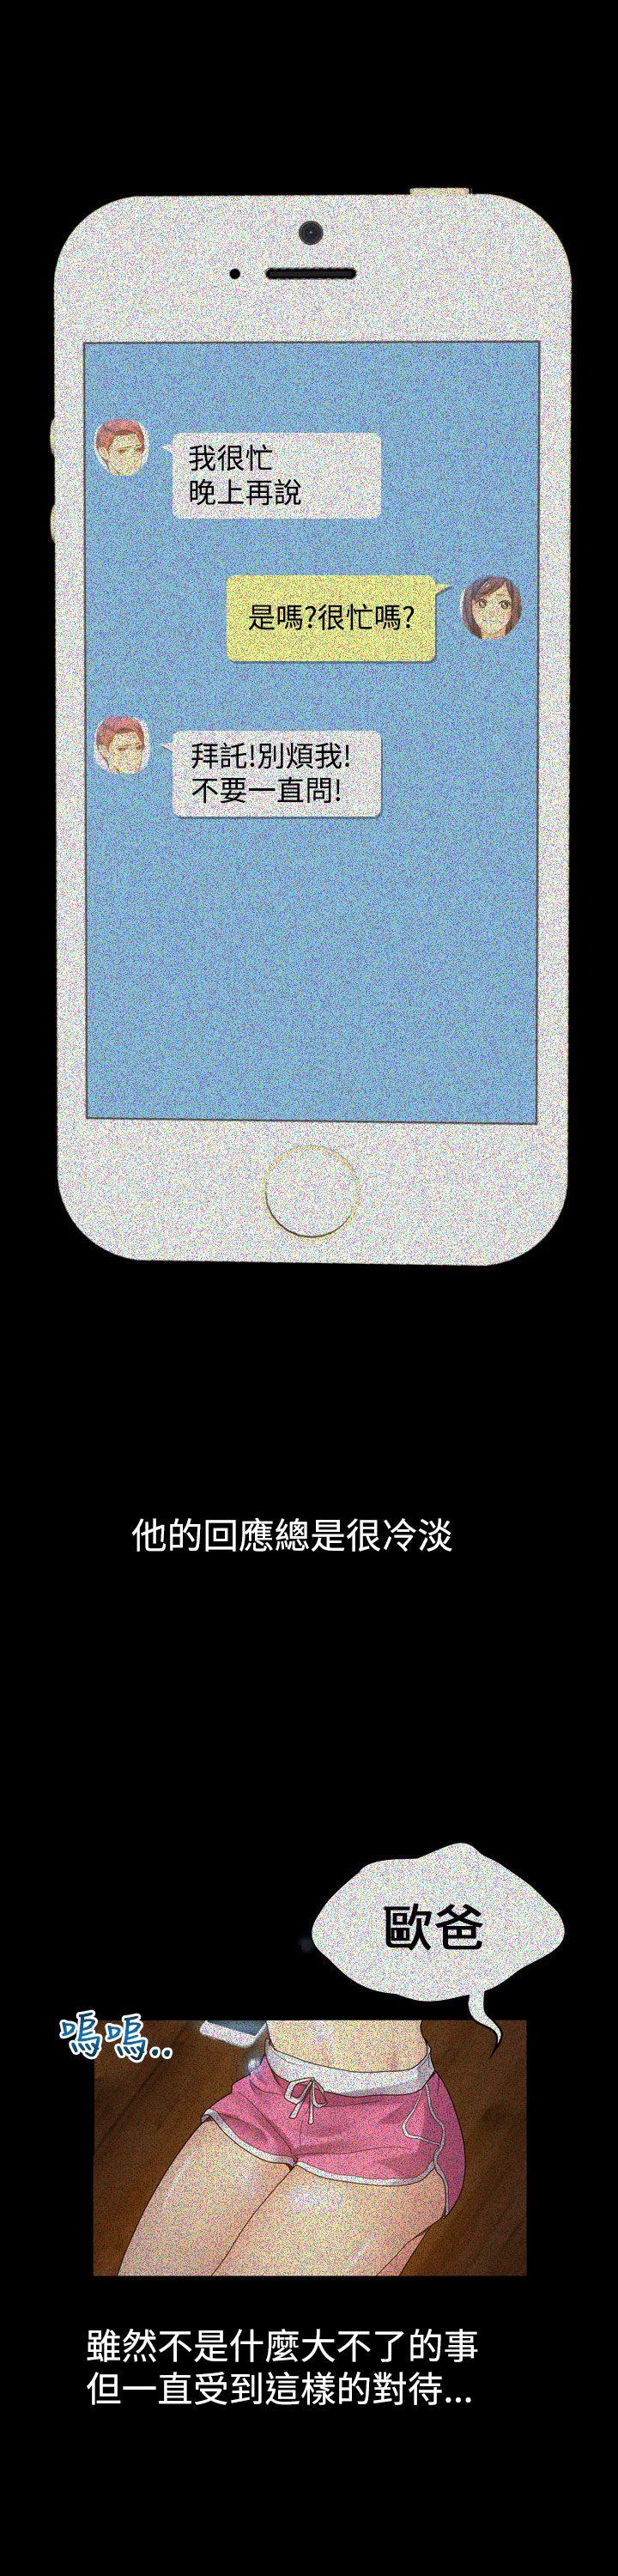 我很忙
晚上再說
是嗎?很忙嗎?
拜託!別煩我!
不要一直問!
他的回應總是很冷淡
歐爸
嗚嗚..
雖然不是什麼大不了的事
但一直受到這樣的對待...